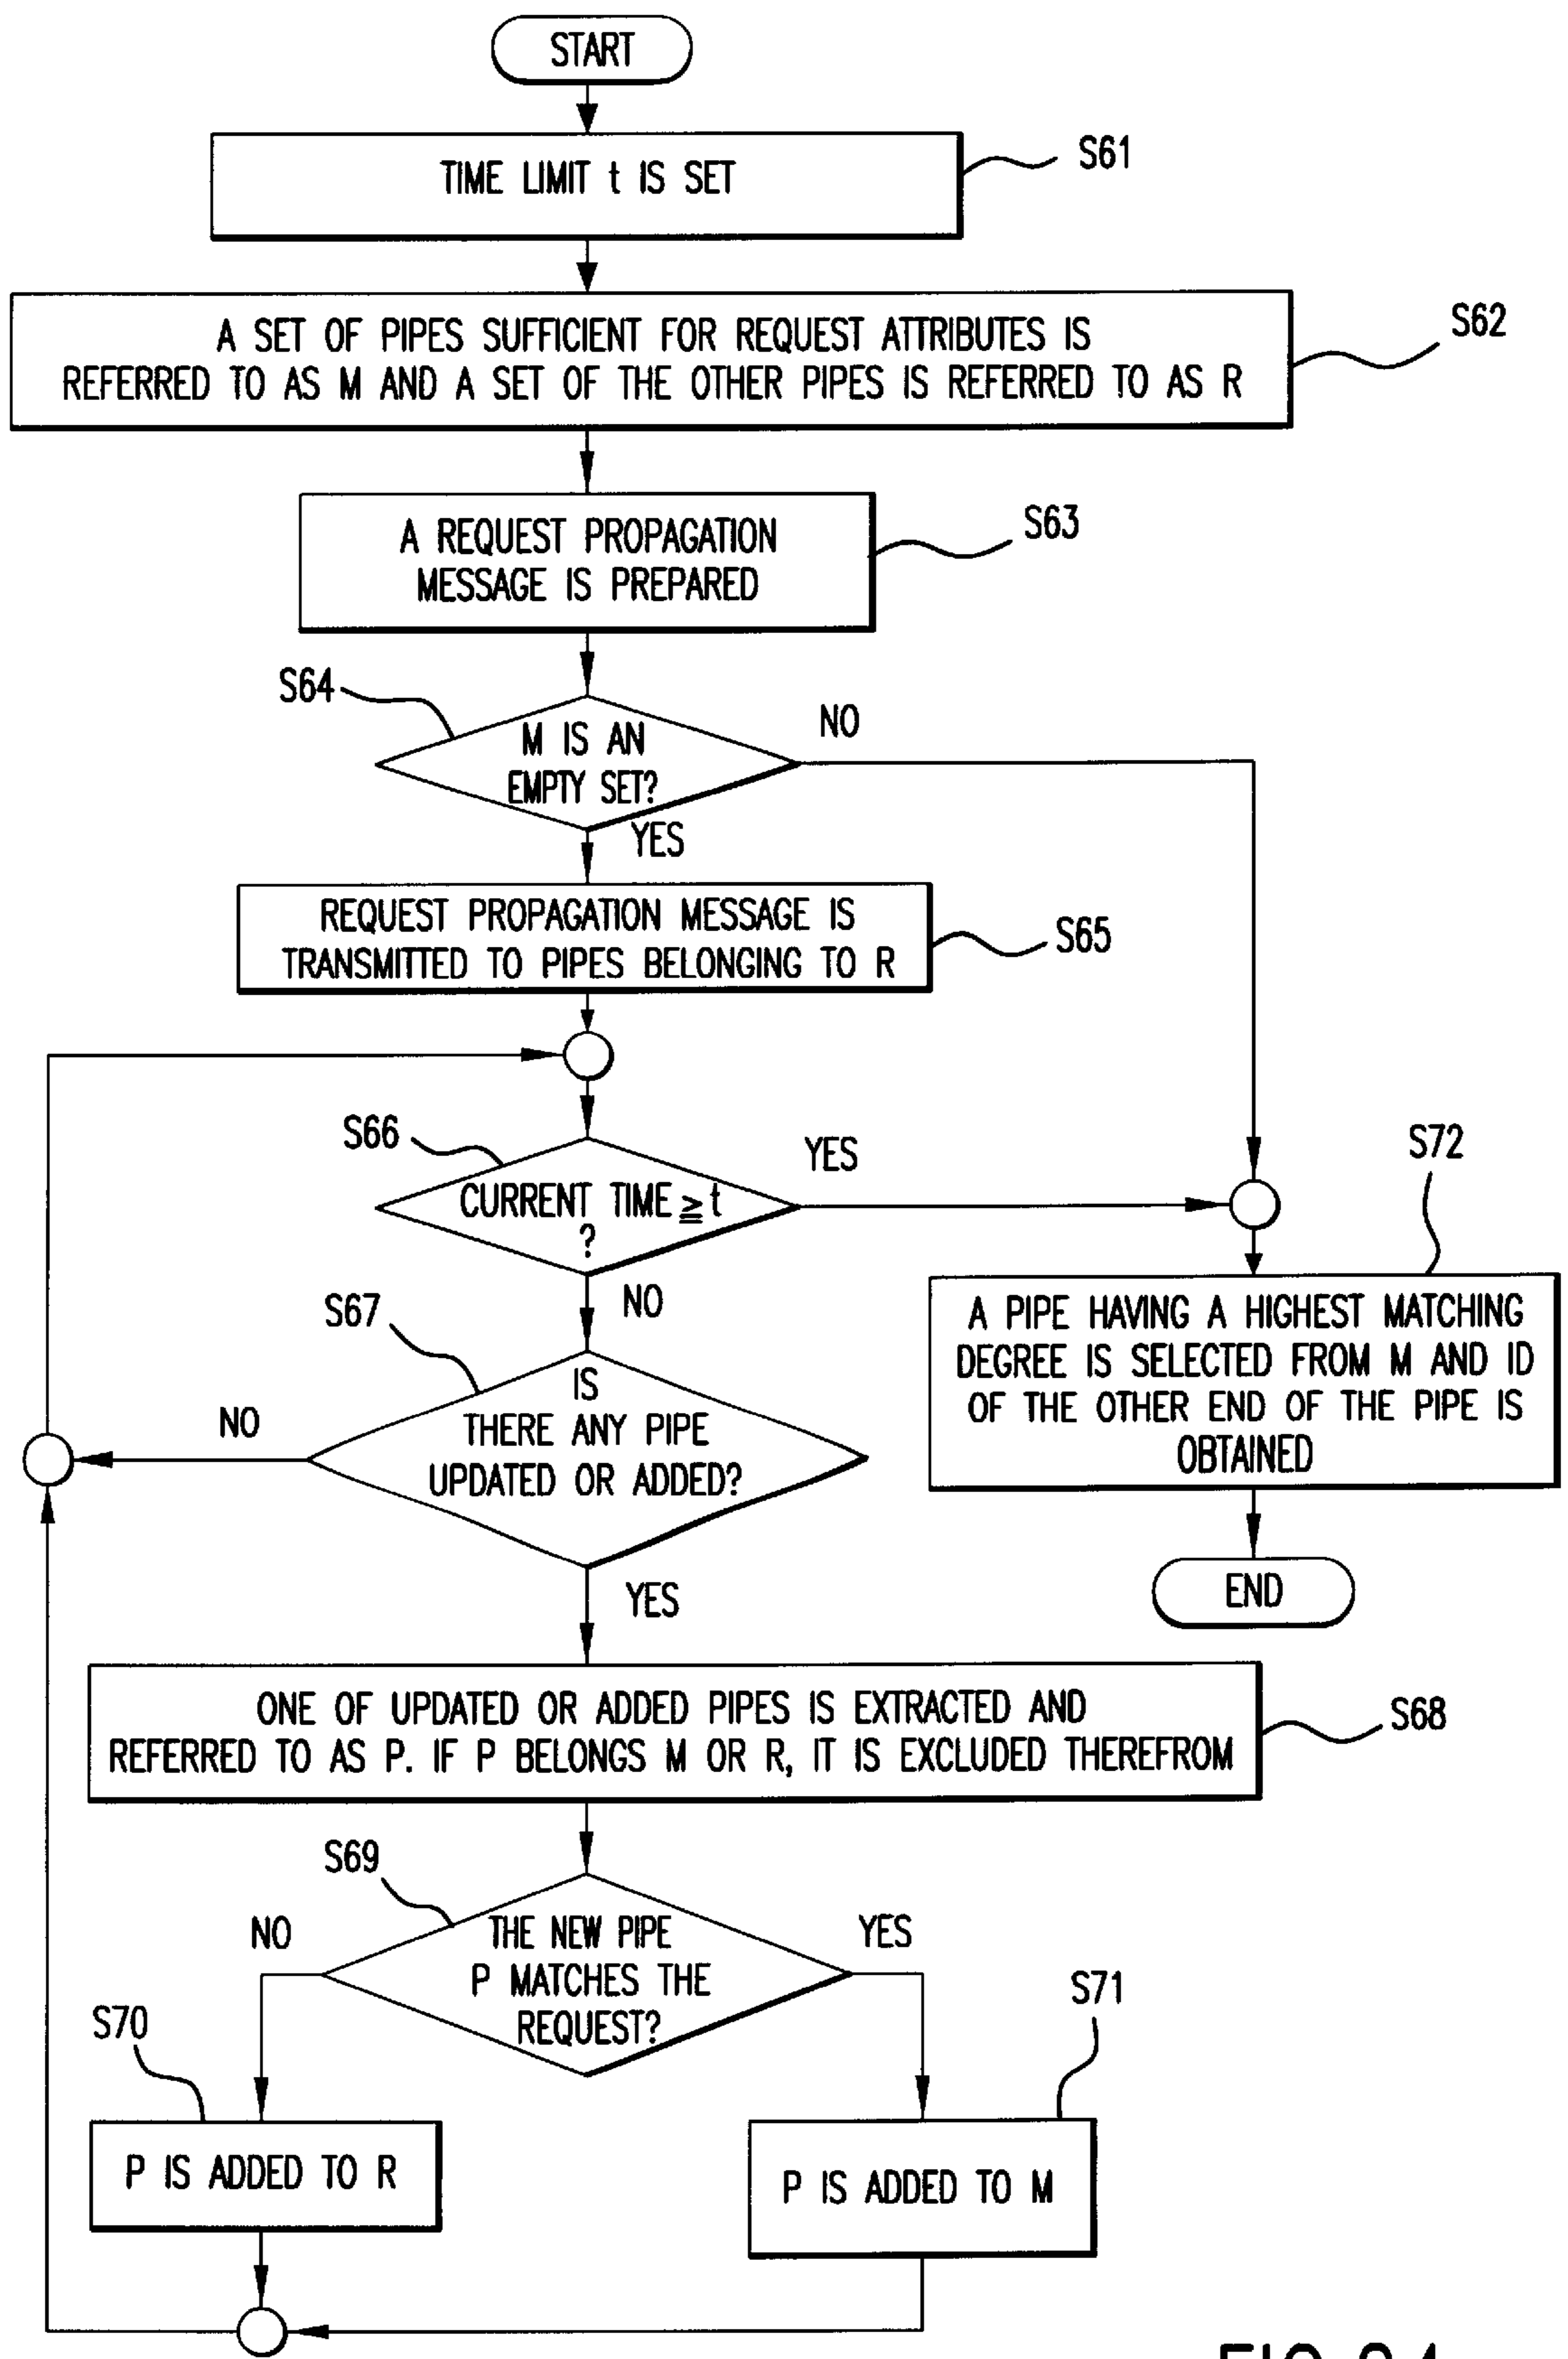 START
TIME LIMIT t IS SET
S61
A SET OF PIPES SUFFICIENT FOR REQUEST ATTRIBUTES IS
REFERRED TO AS M AND A SET OF THE OTHER PIPES IS REFERRED TO AS R
S62
A REQUEST PROPAGATION
MESSAGE IS PREPARED
S63
S64
M IS AN
EMPTY SET?
NO
YES
REQUEST PROPAGATION MESSAGE IS
TRANSMITTED TO PIPES BELONGING TO R
S65
S66
CURRENT TIME ≧ t
?
YES
NO
S72
A PIPE HAVING A HIGHEST MATCHING
DEGREE IS SELECTED FROM M AND ID
OF THE OTHER END OF THE PIPE IS
OBTAINED
END
S67
IS
THERE ANY PIPE
UPDATED OR ADDED?
NO
YES
ONE OF UPDATED OR ADDED PIPES IS EXTRACTED AND
REFERRED TO AS P. IF P BELONGS M OR R, IT IS EXCLUDED THEREFROM
S68
S69
THE NEW PIPE
P MATCHES THE
REQUEST?
NO
YES
S70
P IS ADDED TO R
S71
P IS ADDED TO M